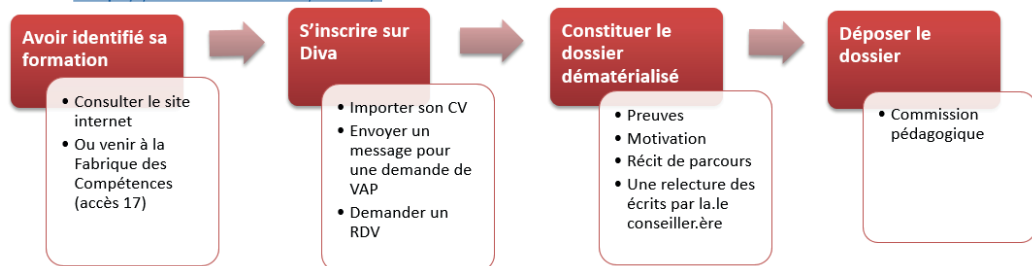 Avoir identifié sa
formation
• Consulter le site
internet
• Ou venir à la
Fabrique des
Compétences
(accès 17)
S'inscrire sur
Diva
• Importer son CV
• Envoyer un
message pour
une demande de
VAP
• Demander un
RDV
Constituer le
dossier
dématérialisé
• Preuves
• Motivation
• Récit de parcours
• Une relecture des
écrits par la.le
conseiller.ère
Déposer le
dossier
• Commission
pédagogique